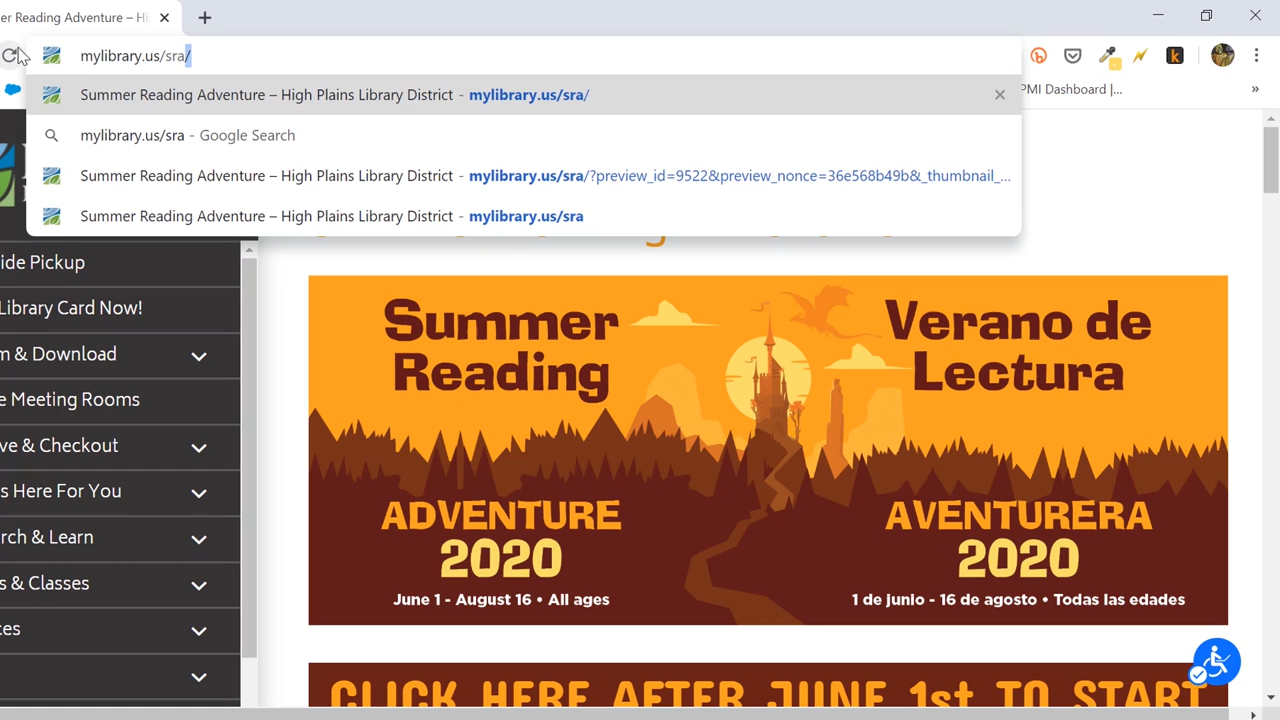 er Reading Adventure – Hi
mylibrary.us/sra/
Summer Reading Adventure – High Plains Library District - mylibrary.us/sra/
mylibrary.us/sra - Google Search
Summer Reading Adventure – High Plains Library District - mylibrary.us/sra/?preview_id=9522&preview_nonce=36e568b49b&_thumbnail_...
Summer Reading Adventure – High Plains Library District - mylibrary.us/sra
PMI Dashboard |...
»
k
ide Pickup
Library Card Now!
m & Download
e Meeting Rooms
ve & Checkout
s Here For You
rch & Learn
s & Classes
ces
Summer
Reading
ADVENTURE
2020
June 1 - August 16 • All ages
Verano de
Lectura
AVENTURERA
2020
1 de junio - 16 de agosto • Todas las edades
CLICK HERE AFTER JUNE 1st TO START